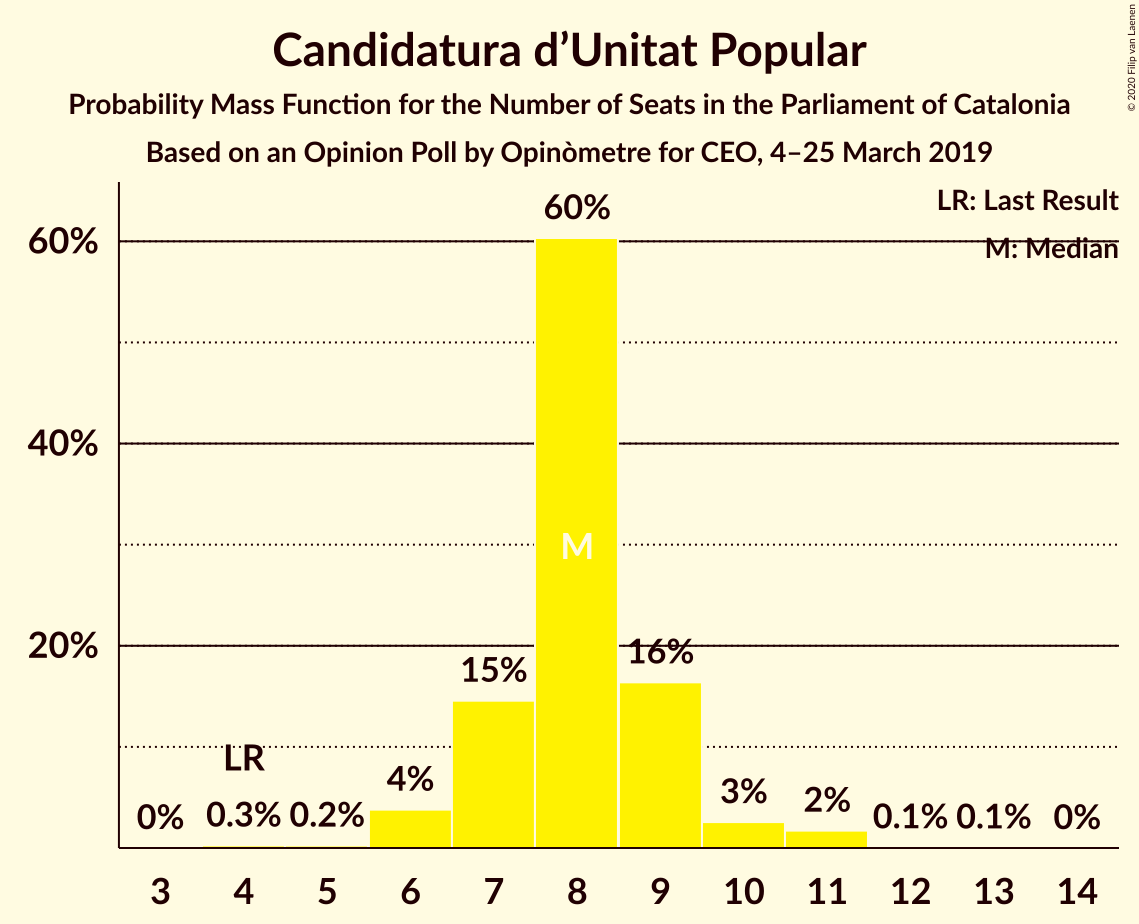 Candidatura d’Unitat Popular
Probability Mass Function for the Number of Seats in the Parliament of Catalonia
Based on an Opinion Poll by Opinòmetre for CEO, 4–25 March 2019
© 2020 Filip van Laenen
LR: Last Result
M: Median
60%
40%
20%
0%
LR
0.3%
0.2%
4%
15%
60%
M
16%
3%
2%
0.1%
0.1%
0%
3 4 5 6 7 8 9 10 11 12 13 14